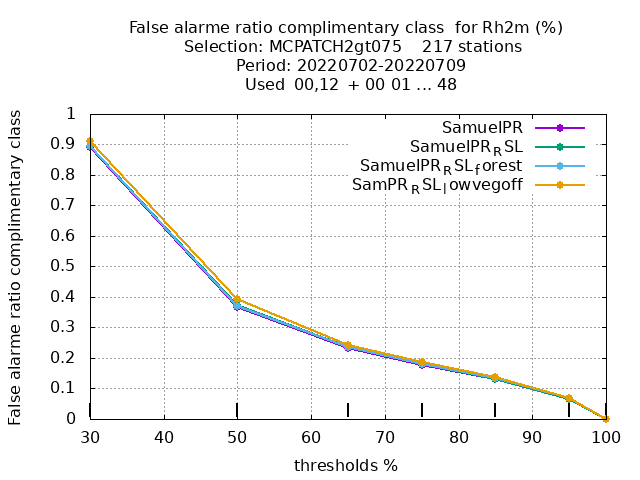 False alarme ratio complimentary class  for Rh2m (%)
Selection: MCPATCH2gt075    217 stations
Period: 20220702-20220709
Used  00,12  + 00 01 ... 48
False alarme ratio complimentary class
1
0.9
0.8
0.7
0.6
0.5
0.4
0.3
0.2
0.1
0
SamuelPR
SamuelPR_RSL
SamuelPR_RSL_forest
SamPR_RSL_lowvegoff
30 40 50 60 70 80 90 100
thresholds %